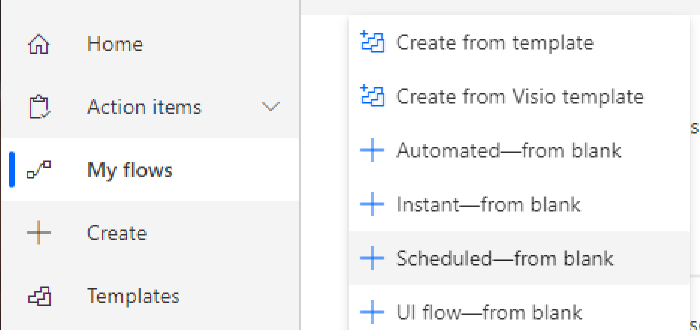 Home
Action items
My flows
Create
Templates
Create from template
Create from Visio template
Automated—from blank
Instant—from blank
Scheduled—from blank
UI flow—from blank